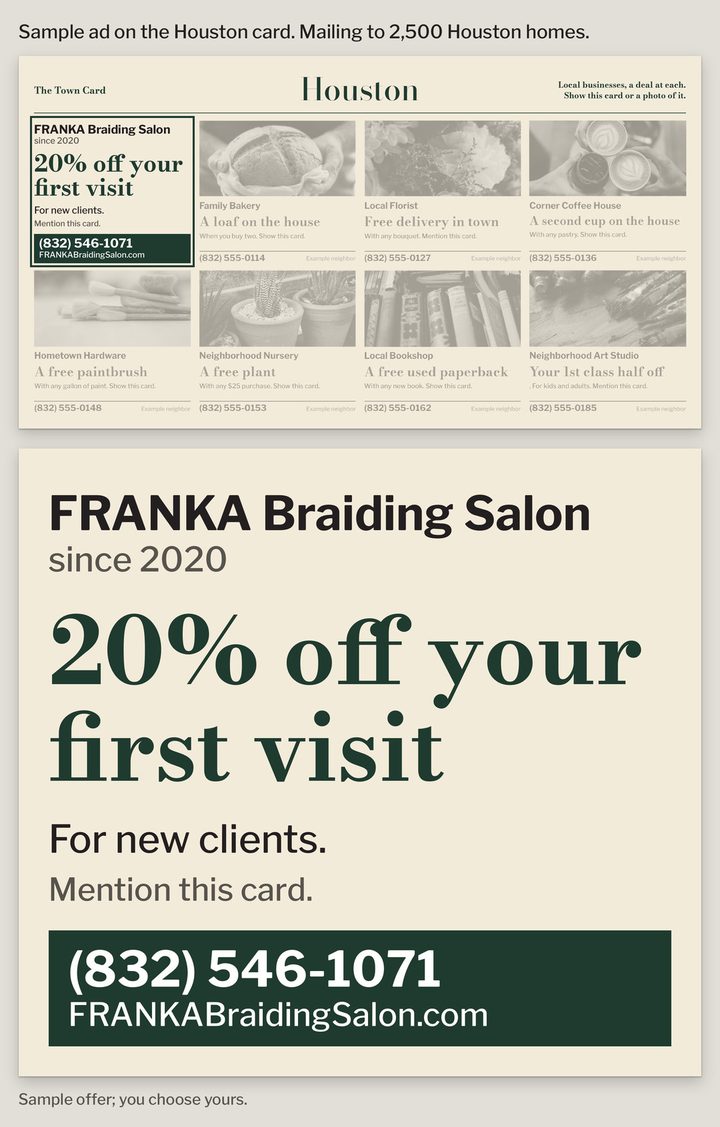 Sample ad on the Houston card. Mailing to 2,500 Houston homes.
The Town Card
Houston
Local businesses, a deal at each.
Show this card or a photo of it.
FRANKA Braiding Salon
since 2020
20% off your
first visit
For new clients.
Mention this card.
(832) 546-1071
FRANKABraidingSalon.com
Family Bakery
A loaf on the house
When you buy two. Show this card.
(832) 555-0114
Example neighbor
Local Florist
Free delivery in town
With any bouquet. Mention this card.
(832) 555-0127
Example neighbor
Corner Coffee House
A second cup on the house
With any pastry. Show this card.
(832) 555-0136
Example neighbor
Hometown Hardware
A free paintbrush
With any gallon of paint. Show this card.
(832) 555-0148
Example neighbor
Neighborhood Nursery
A free plant
With any $25 purchase. Show this card.
(832) 555-0153
Example neighbor
Local Bookshop
A free used paperback
With any new book. Show this card.
(832) 555-0162
Example neighbor
Neighborhood Art Studio
Your 1st class half off
For kids and adults. Mention this card.
(832) 555-0185
Example neighbor
FRANKA Braiding Salon
since 2020
20% off your
first visit
For new clients.
Mention this card.
(832) 546-1071
FRANKABraidingSalon.com
Sample offer; you choose yours.